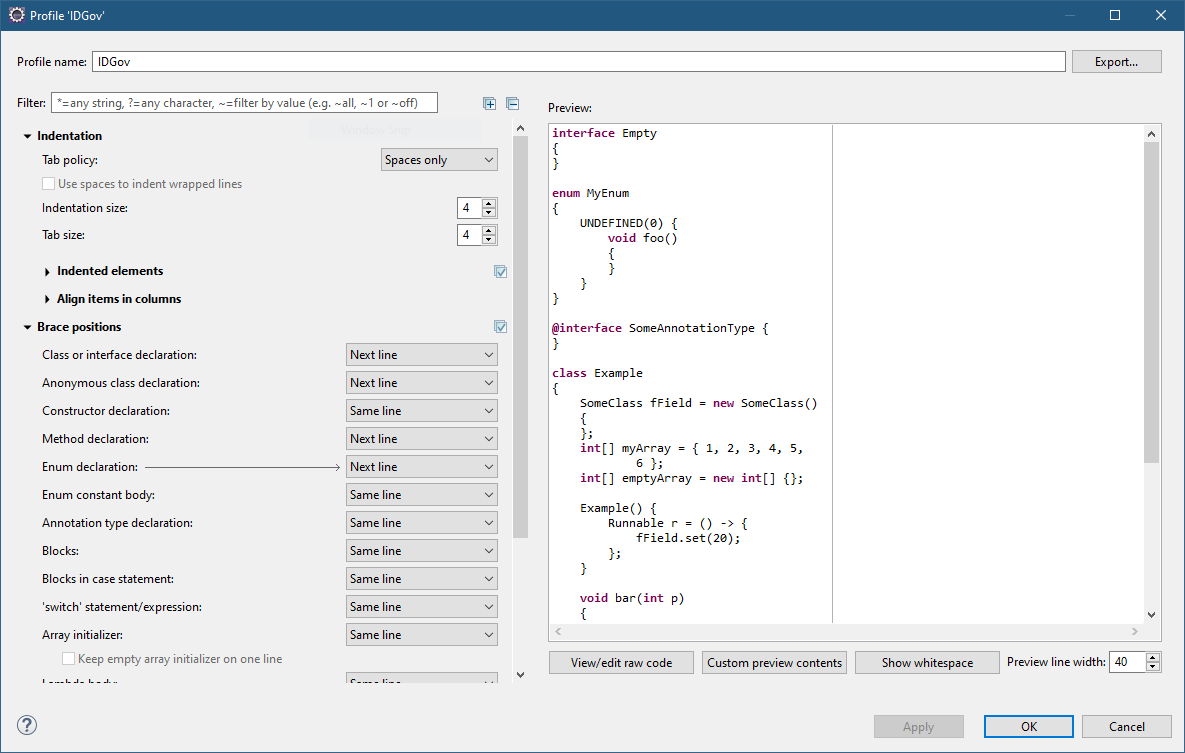 Profile 'IDGov'
Profile name: IDGov Export...
Filter: *=any string, ?=any character, ~=filter by value (e.g. ~all, ~1 or ~off)
Indentation
Tab policy: Spaces only
Use spaces to indent wrapped lines
Indentation size: 4
Tab size: 4
Indented elements
Align items in columns
Brace positions
Class or interface declaration: Next line
Anonymous class declaration: Next line
Constructor declaration: Same line
Method declaration: Next line
Enum declaration: Next line
Enum constant body: Same line
Annotation type declaration: Same line
Blocks: Same line
Blocks in case statement: Same line
'switch' statement/expression: Same line
Array initializer: Same line
Keep empty array initializer on one line
Lambda body: Same line
Preview:
interface Empty
{
}
enum MyEnum
{
UNDEFINED(0) {
void foo()
{
}
}
}
@interface SomeAnnotationType {
}
class Example
{
SomeClass fField = new SomeClass()
{
};
int[] myArray = { 1, 2, 3, 4, 5,
6 };
int[] emptyArray = new int[] {};
Example() {
Runnable r = () -> {
fField.set(20);
};
}
void bar(int p)
{
View/edit raw code Custom preview contents Show whitespace Preview line width: 40
? Apply OK Cancel